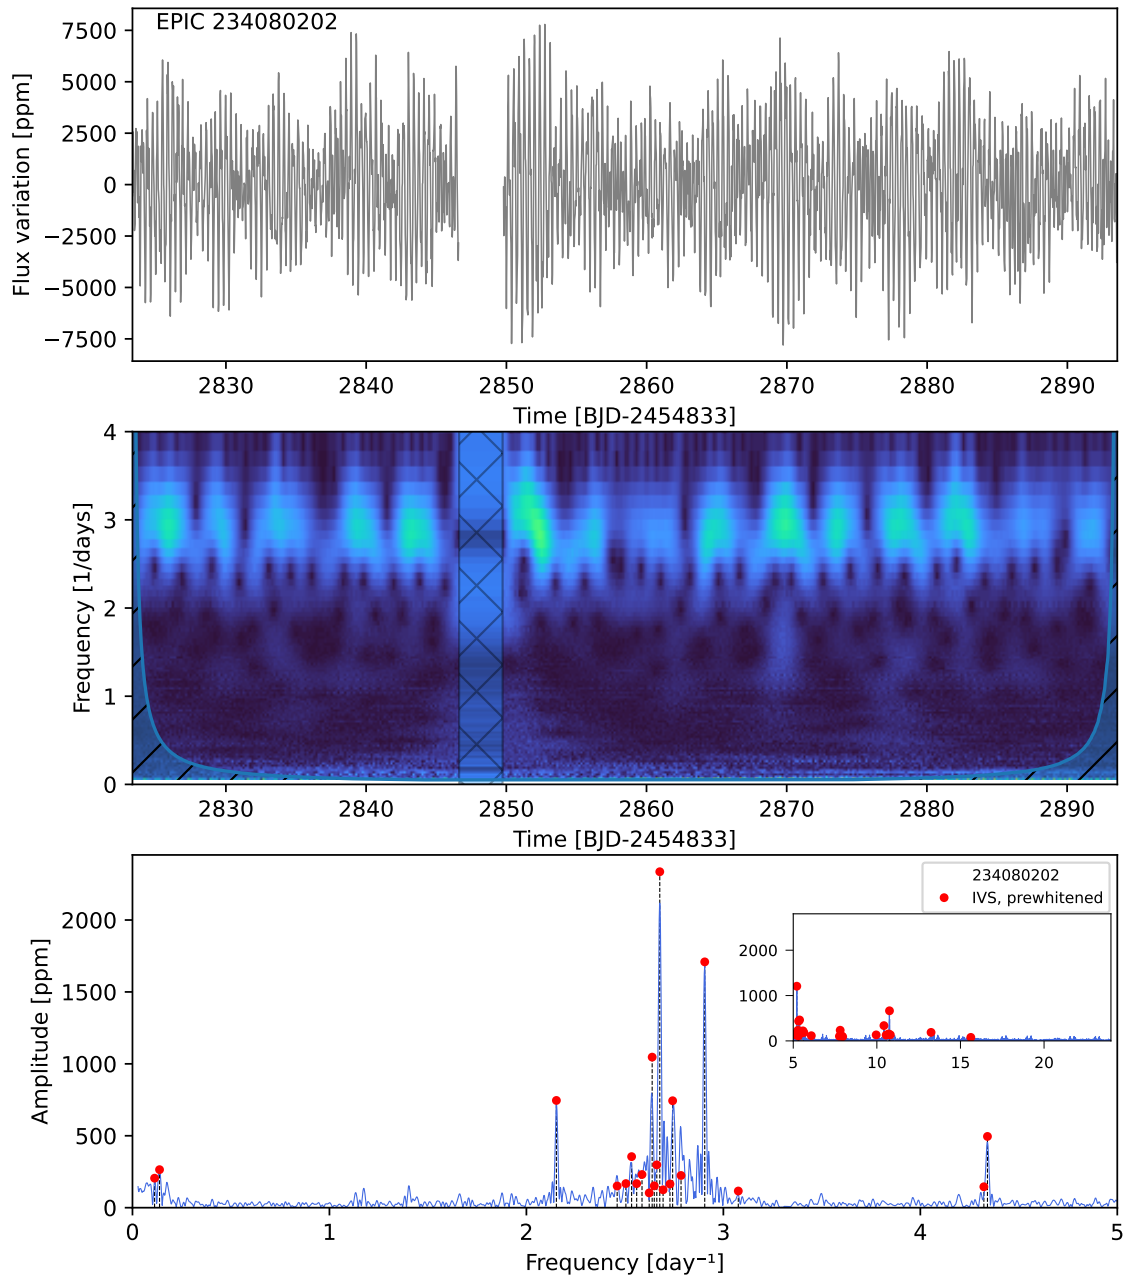 EPIC 234080202
7500
5000
2500
0
−2500
−5000
−7500
Flux variation [ppm]
2830 2840 2850 2860 2870 2880 2890
Time [BJD-2454833]
4
3
2
1
0
Frequency [1/days]
2830 2840 2850 2860 2870 2880 2890
Time [BJD-2454833]
234080202
IVS, prewhitened
2000
1500
1000
500
0
Amplitude [ppm]
2000
1000
0
5 10 15 20
0 1 2 3 4 5
Frequency [day⁻¹]